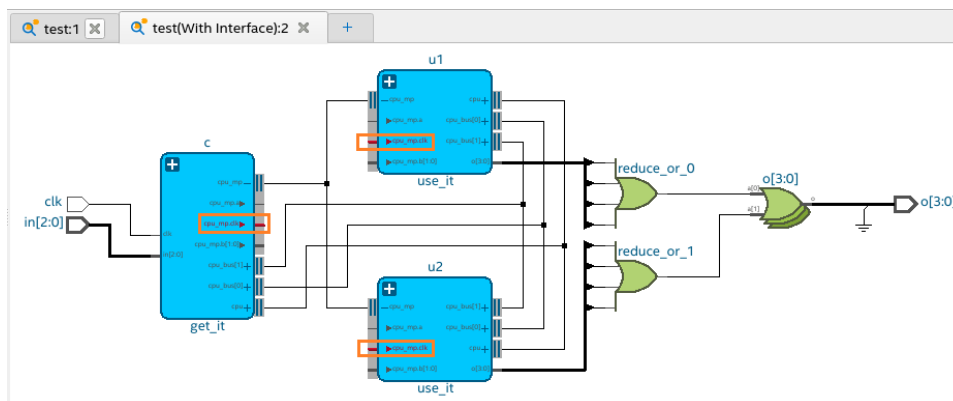 test:1
test(With Interface):2
+
u1
cpu_mp
cpu+
cpu_mp.a
cpu_bus[0]+
cpu_mp.clk
cpu_bus[1]+
cpu_mp.b[1:0]
o[3:0]
use_it
c
cpu_mp
cpu_mp.a
cpu_mp.clk
cpu_mp.b[1:0]
clk
in[2:0]
clk
in[2:0]
cpu_bus[1]+
cpu_bus[0]+
cpu+
get_it
u2
cpu_mp
cpu_bus[1]+
cpu_mp.a
cpu_bus[0]+
cpu_mp.clk
cpu+
cpu_mp.b[1:0]
o[3:0]
use_it
reduce_or_0
reduce_or_1
o[3:0]
a[0]
a[1]
o
o[3:0]